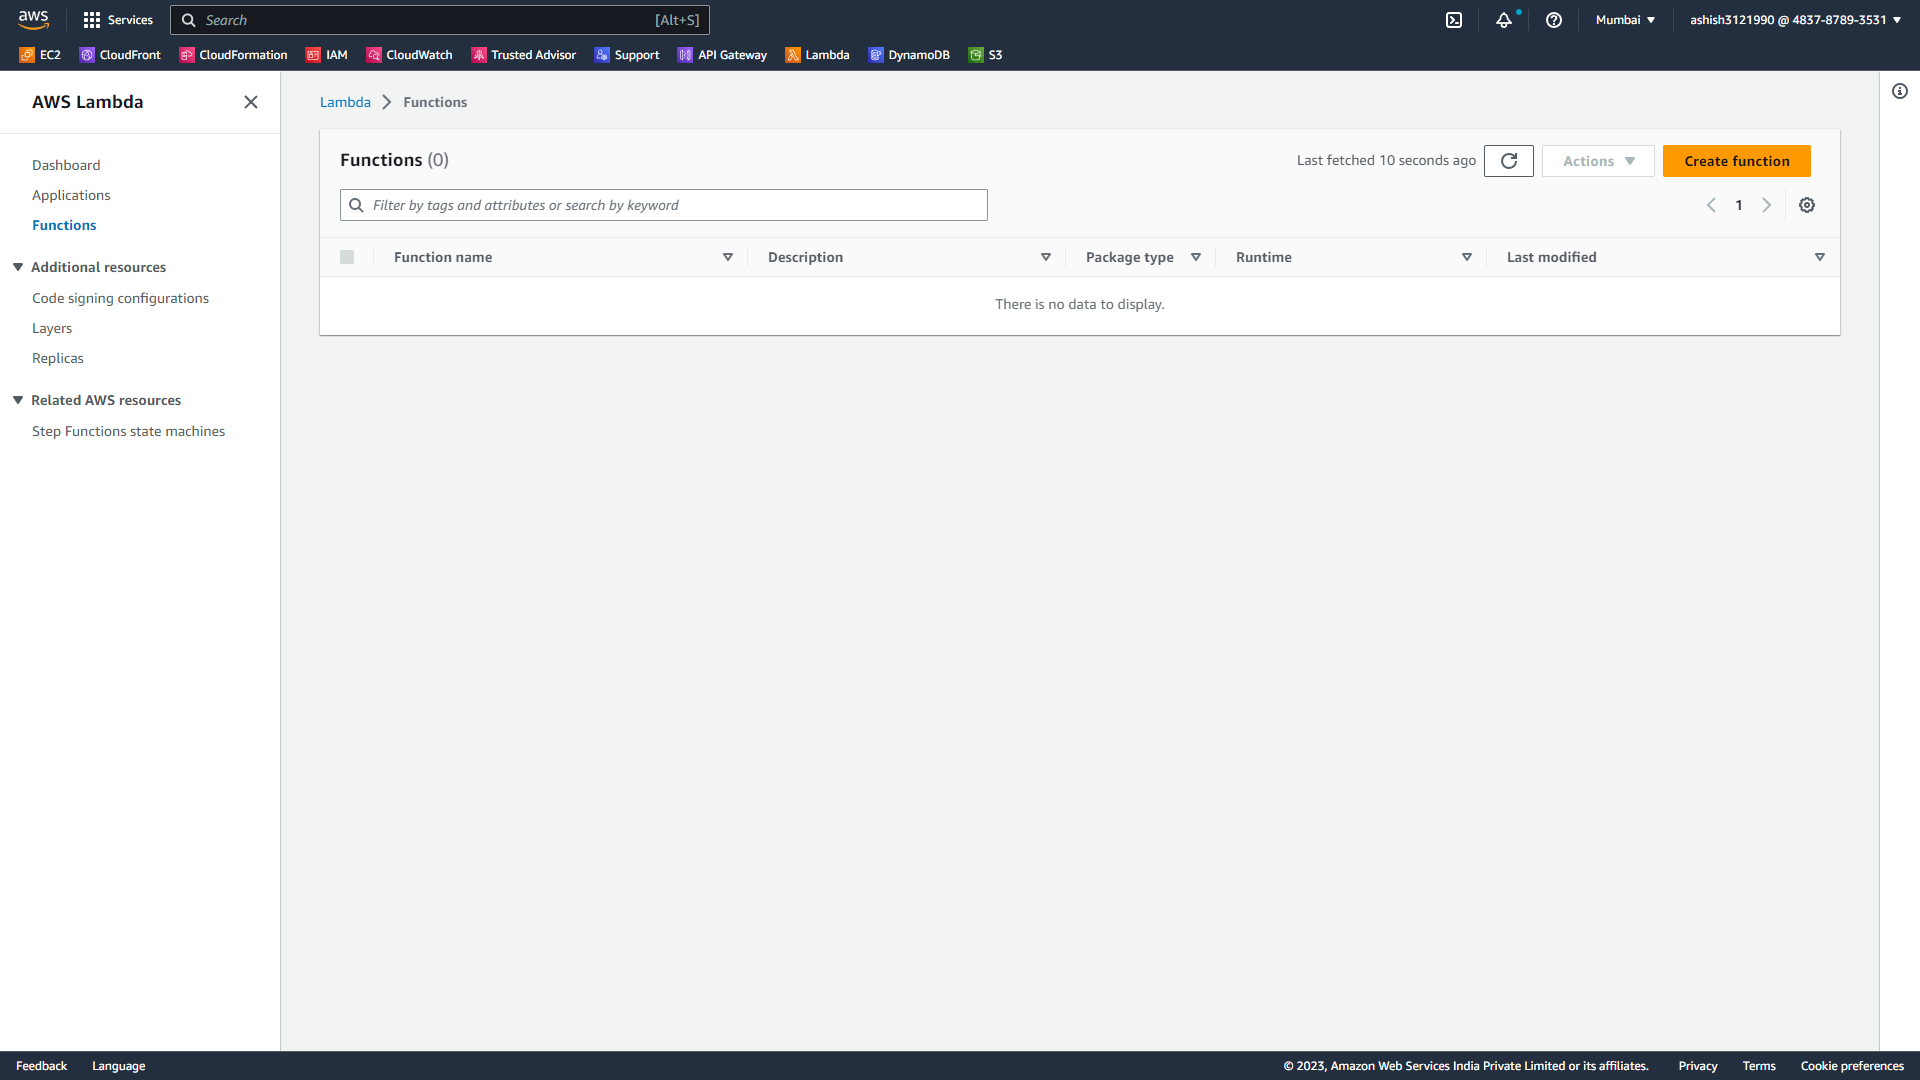 aws Services Search [Alt+S] Mumbai ▼ ashish3121990 @ 4837-8789-3531 ▼
EC2 CloudFront CloudFormation IAM CloudWatch Trusted Advisor Support API Gateway Lambda DynamoDB S3
AWS Lambda
Dashboard
Applications
Functions
Additional resources
Code signing configurations
Layers
Replicas
Related AWS resources
Step Functions state machines
Lambda > Functions
Functions (0) Last fetched 10 seconds ago Actions ▼ Create function
Filter by tags and attributes or search by keyword 1
Function name Description Package type Runtime Last modified
There is no data to display.
Feedback Language © 2023, Amazon Web Services India Private Limited or its affiliates. Privacy Terms Cookie preferences